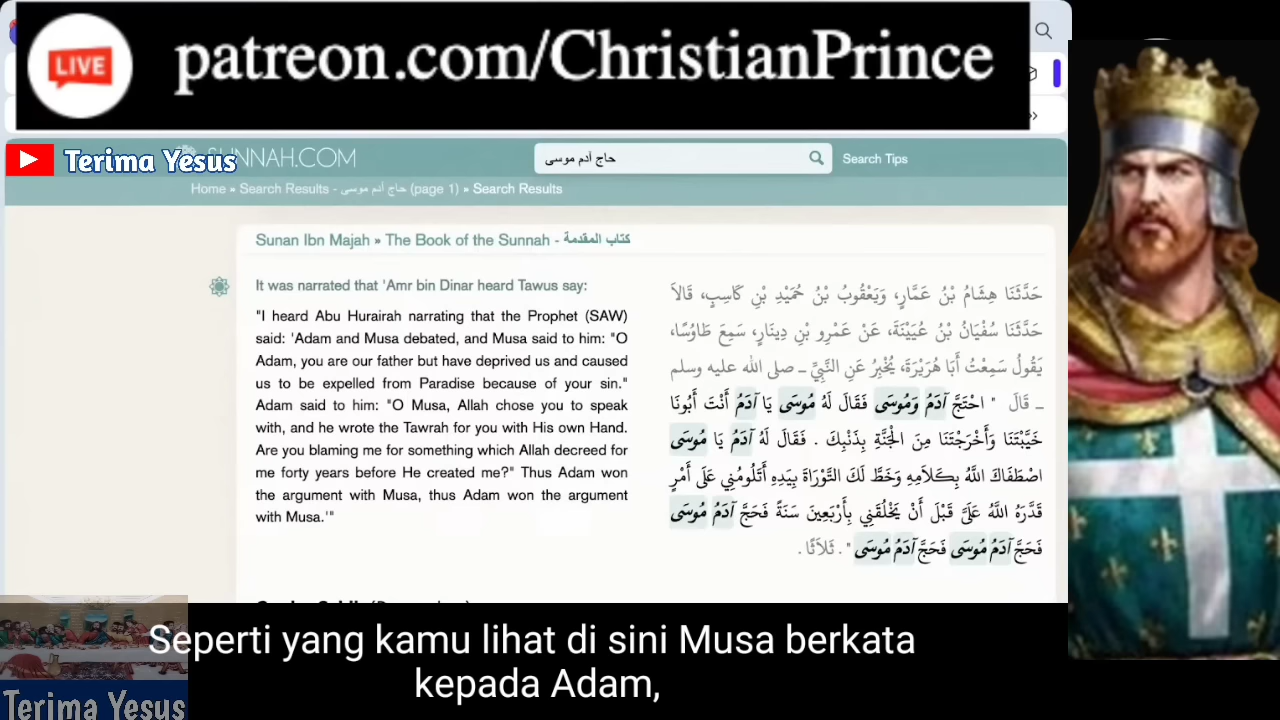 LIVE
patreon.com/ChristianPrince
Terima Yesus
SUNNAH.COM
حاج آدم موسى
Search Tips
Home » Search Results - حاج آدم موسى (page 1) » Search Results
Sunan Ibn Majah » The Book of the Sunnah - كتاب المقدمة
It was narrated that 'Amr bin Dinar heard Tawus say:
"I heard Abu Hurairah narrating that the Prophet (SAW)
said: 'Adam and Musa debated, and Musa said to him: "O
Adam, you are our father but have deprived us and caused
us to be expelled from Paradise because of your sin."
Adam said to him: "O Musa, Allah chose you to speak
with, and he wrote the Tawrah for you with His own Hand.
Are you blaming me for something which Allah decreed for
me forty years before He created me?" Thus Adam won
the argument with Musa, thus Adam won the argument
with Musa.'"
حَدَّثَنَا هِشَامُ بْنُ عَمَّارٍ، وَيَعْقُوبُ بْنُ حُمَيْدِ بْنِ كَاسِبٍ، قَالاَ
حَدَّثَنَا سُفْيَانُ بْنُ عُيَيْنَةَ، عَنْ عَمْرِو بْنِ دِينَارٍ، سَمِعَ طَاوُسًا،
يَقُولُ سَمِعْتُ أَبَا هُرَيْرَةَ، يُخْبِرُ عَنِ النَّبِيِّ ـ صلى الله عليه وسلم
ـ قَالَ " احْتَجَّ آدَمُ وَمُوسَى فَقَالَ لَهُ مُوسَى يَا آدَمُ أَنْتَ أَبُونَا
خَيَّبْتَنَا وَأَخْرَجْتَنَا مِنَ الْجَنَّةِ بِذَنْبِكَ . فَقَالَ لَهُ آدَمُ يَا مُوسَى
اصْطَفَاكَ اللَّهُ بِكَلاَمِهِ وَخَطَّ لَكَ التَّوْرَاةَ بِيَدِهِ أَتَلُومُنِي عَلَى أَمْرٍ
قَدَّرَهُ اللَّهُ عَلَىَّ قَبْلَ أَنْ يَخْلُقَنِي بِأَرْبَعِينَ سَنَةً فَحَجَّ آدَمُ مُوسَى
فَحَجَّ آدَمُ مُوسَى فَحَجَّ آدَمُ مُوسَى " . ثَلاَثًا .
Seperti yang kamu lihat di sini Musa berkata
kepada Adam,
Terima Yesus